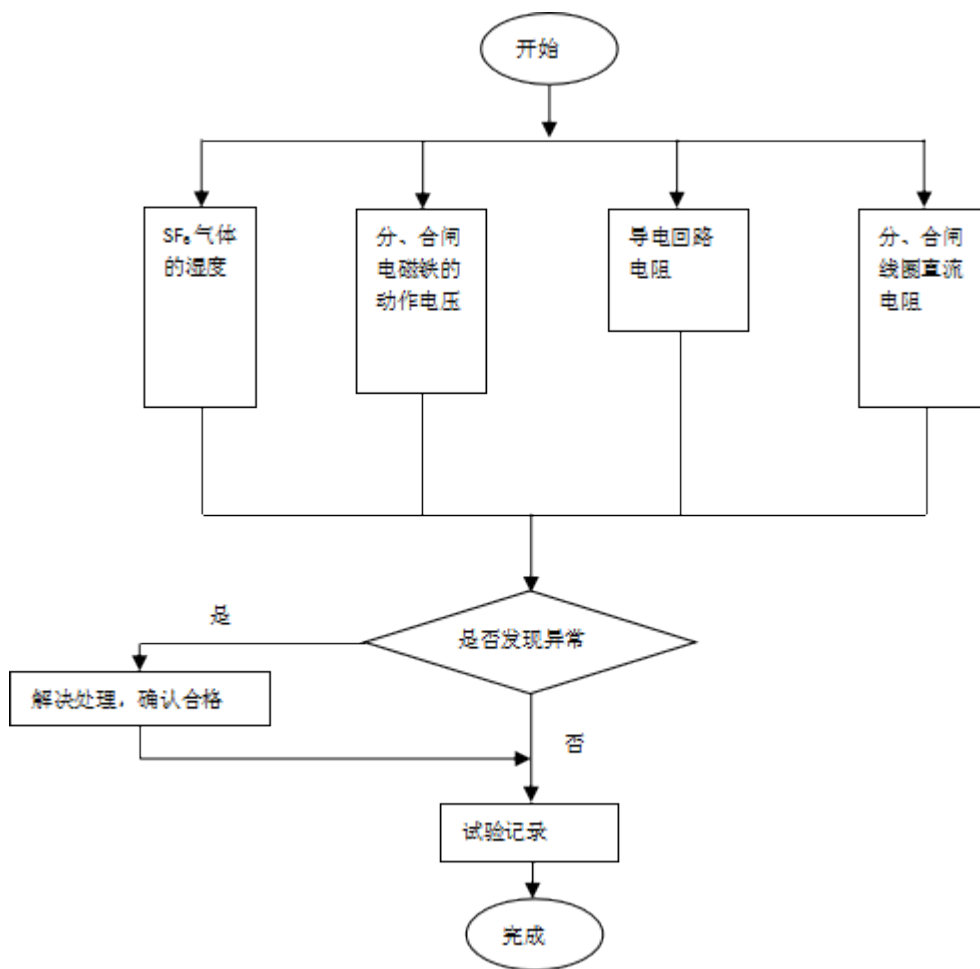 开始
SF₆气体
的湿度
分、合闸
电磁铁的
动作电压
导电回路
电阻
分、合闸
线圈直流
电阻
是否发现异常
是
解决处理，确认合格
否
试验记录
完成